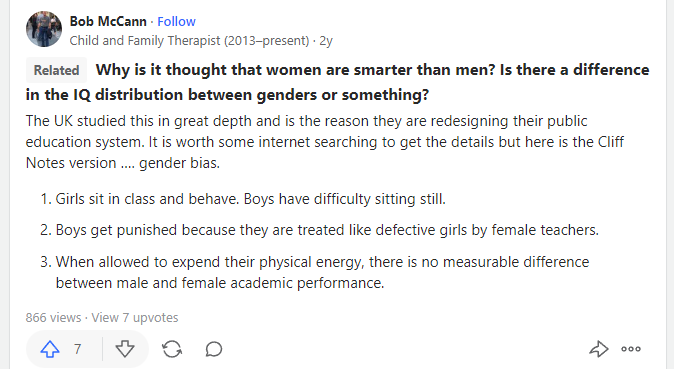 Bob McCann · Follow
Child and Family Therapist (2013–present) · 2y
Related Why is it thought that women are smarter than men? Is there a difference
in the IQ distribution between genders or something?
The UK studied this in great depth and is the reason they are redesigning their public
education system. It is worth some internet searching to get the details but here is the Cliff
Notes version .... gender bias.
1. Girls sit in class and behave. Boys have difficulty sitting still.
2. Boys get punished because they are treated like defective girls by female teachers.
3. When allowed to expend their physical energy, there is no measurable difference
between male and female academic performance.
866 views · View 7 upvotes
7